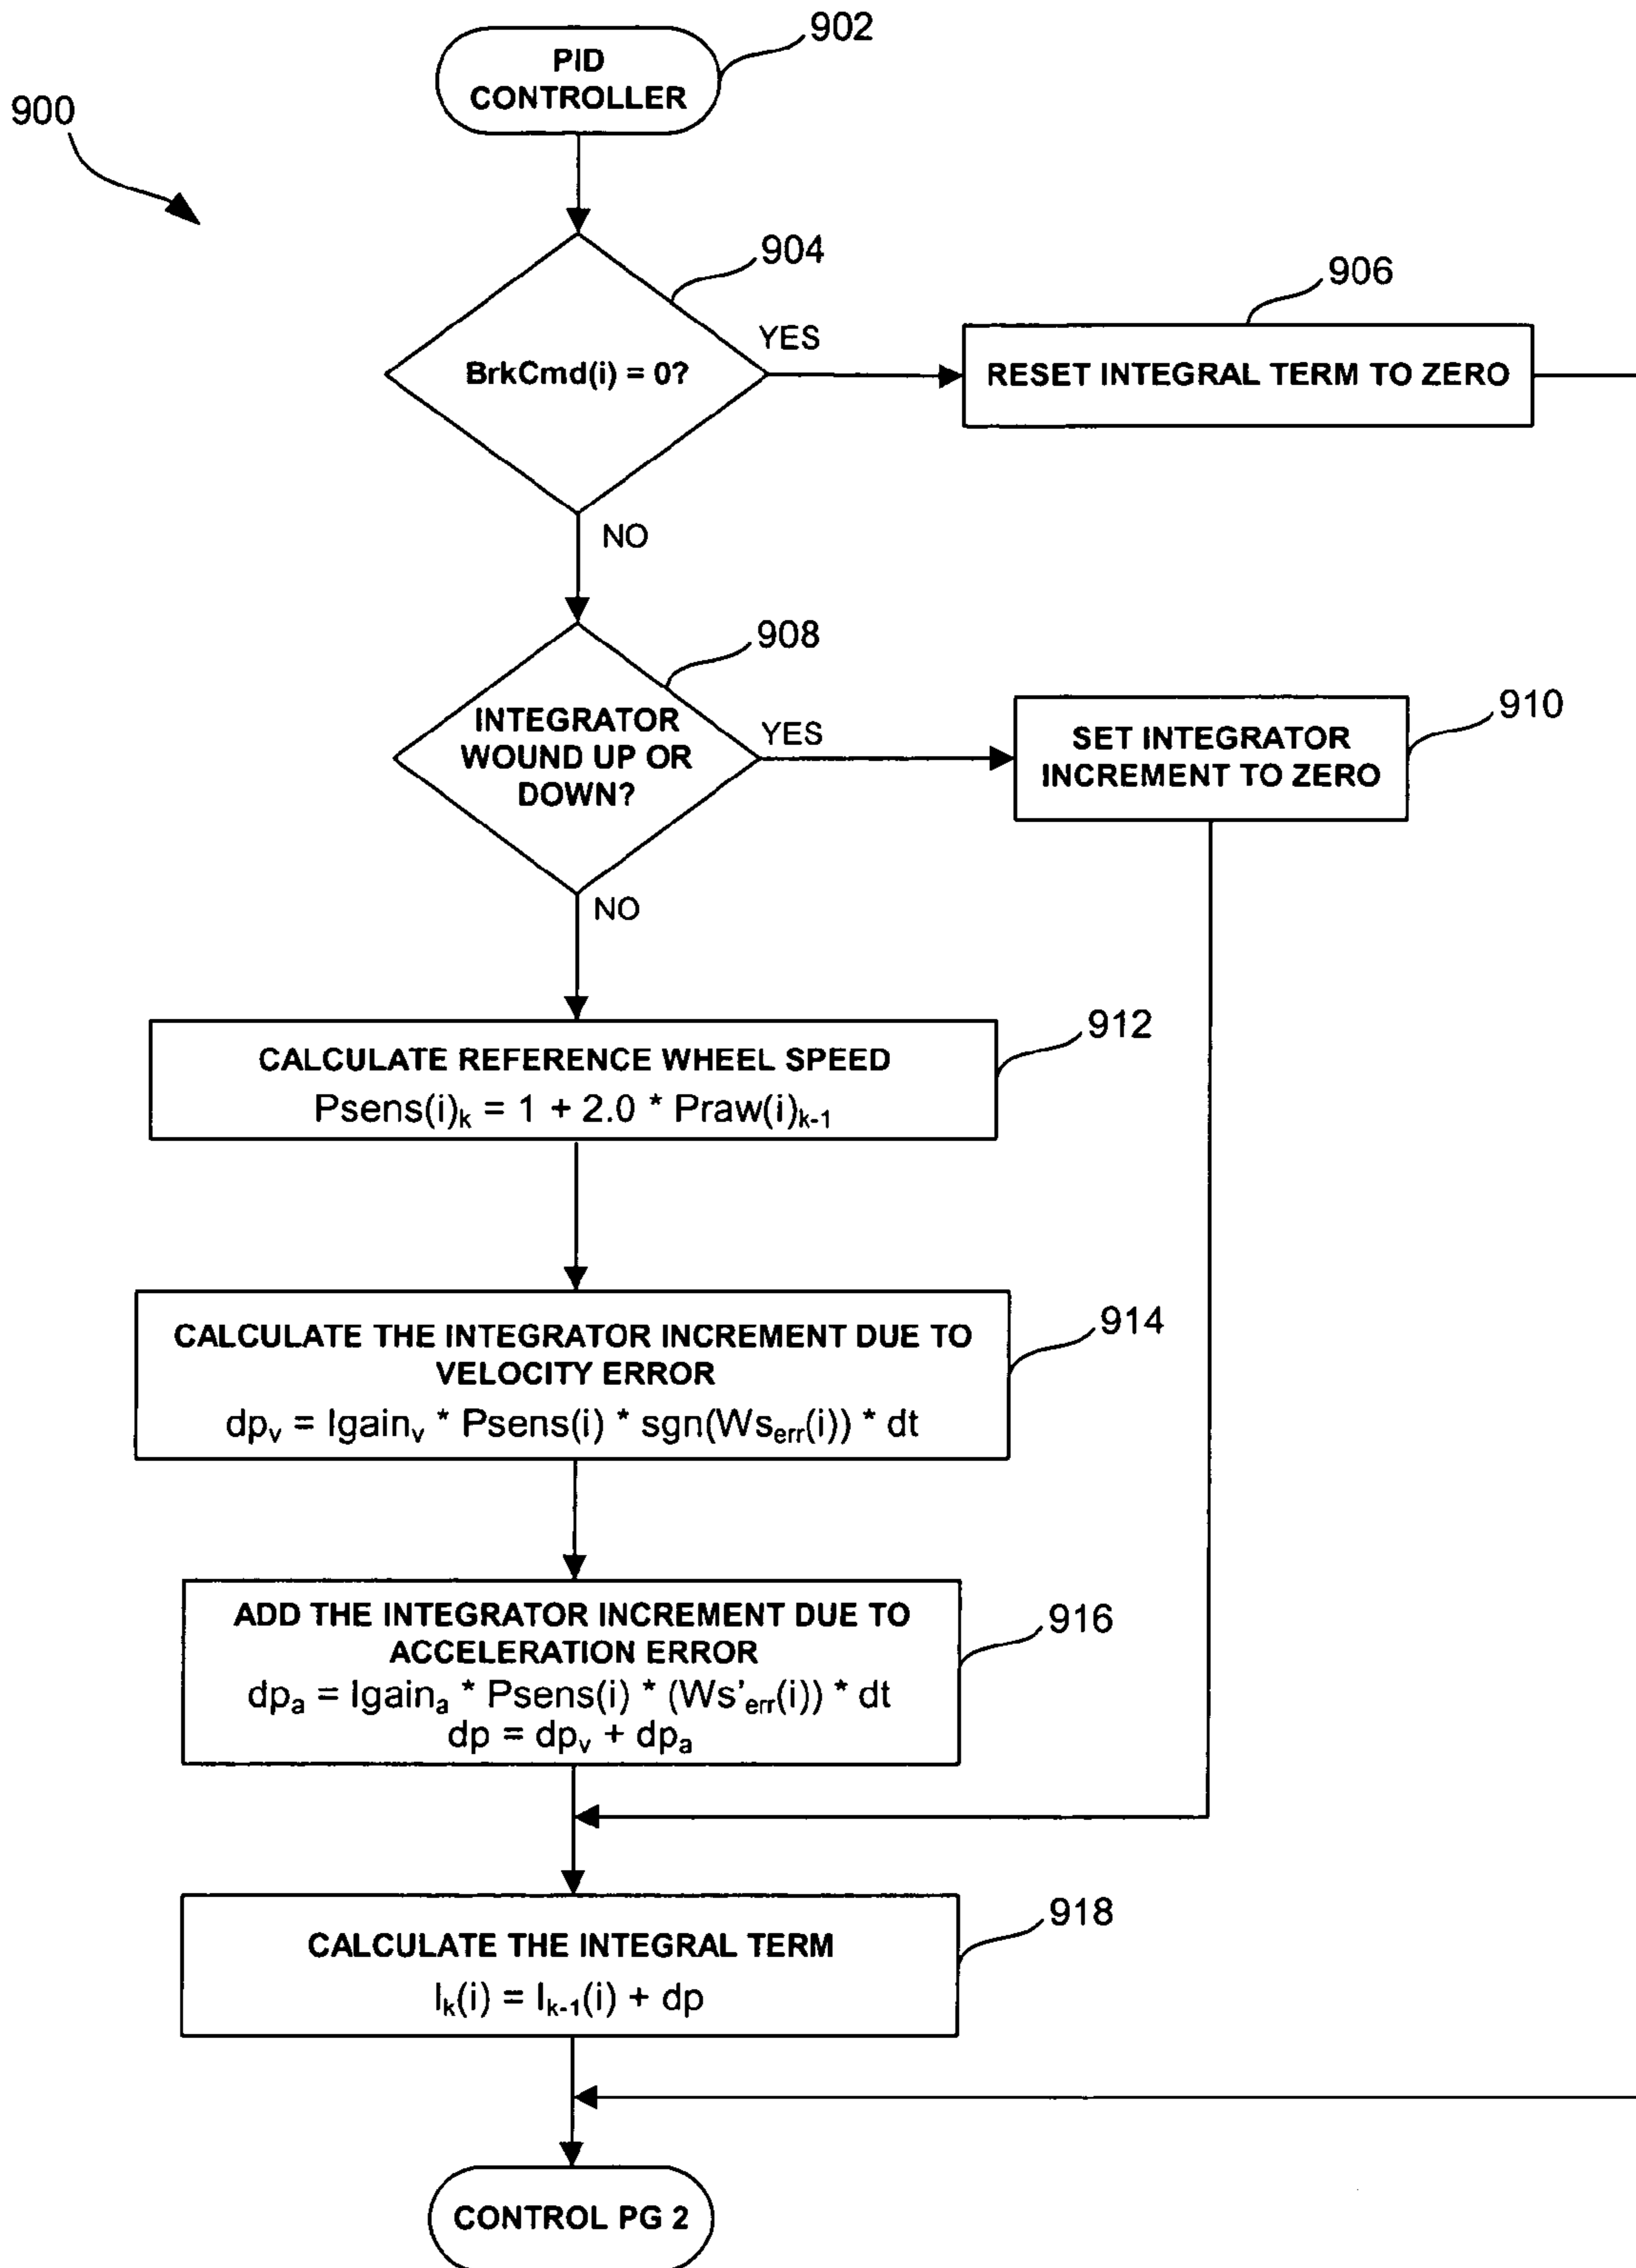 902
PID
CONTROLLER
900
904
906
YES
BrkCmd(i) = 0?
RESET INTEGRAL TERM TO ZERO
NO
908
910
INTEGRATOR
WOUND UP OR
DOWN?
YES
SET INTEGRATOR
INCREMENT TO ZERO
NO
912
CALCULATE REFERENCE WHEEL SPEED
Psens(i)k = 1 + 2.0 * Praw(i)k-1
914
CALCULATE THE INTEGRATOR INCREMENT DUE TO
VELOCITY ERROR
dpv = Igainv * Psens(i) * sgn(Wserr(i)) * dt
916
ADD THE INTEGRATOR INCREMENT DUE TO
ACCELERATION ERROR
dpa = Igaina * Psens(i) * (Ws'err(i)) * dt
dp = dpv + dpa
918
CALCULATE THE INTEGRAL TERM
Ik(i) = Ik-1(i) + dp
CONTROL PG 2